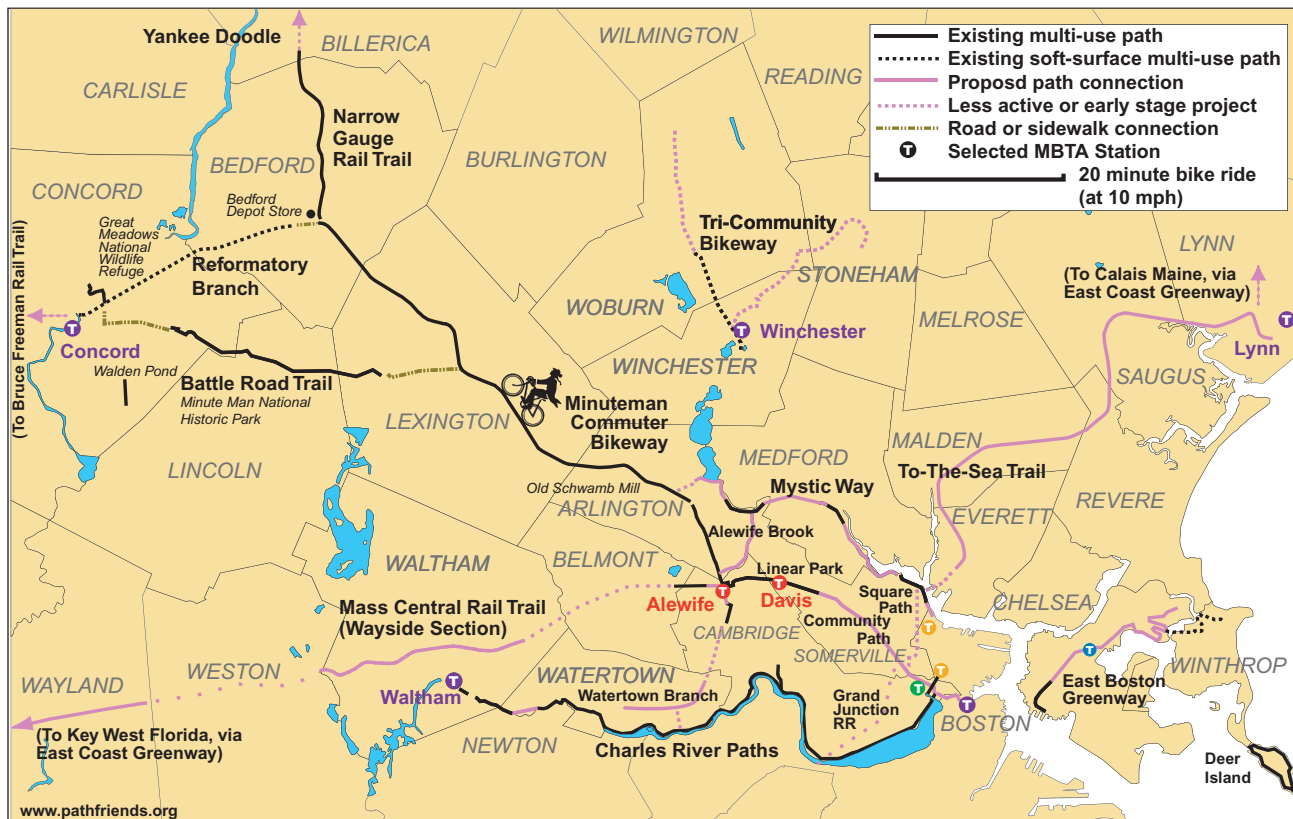 Yankee Doodle
BILLERICA
WILMINGTON
READING
CARLISLE
Existing multi-use path
Existing soft-surface multi-use path
Proposd path connection
Less active or early stage project
Road or sidewalk connection
T
Selected MBTA Station
20 minute bike ride
(at 10 mph)
Narrow
Gauge
Rail Trail
BEDFORD
BURLINGTON
CONCORD
Bedford
Depot Store
Great
Meadows
National
Wildlife
Refuge
Reformatory
Branch
(To Bruce Freeman Rail Trail)
Tri-Community
Bikeway
STONEHAM
WOBURN
LYNN
(To Calais Maine, via
East Coast Greenway)
T
Concord
Walden Pond
T
Winchester
WINCHESTER
MELROSE
T
Lynn
SAUGUS
Battle Road Trail
Minute Man National
Historic Park
LEXINGTON
Minuteman
Commuter
Bikeway
LINCOLN
MALDEN
MEDFORD
To-The-Sea Trail
Mystic Way
Old Schwamb Mill
ARLINGTON
REVERE
EVERETT
Alewife Brook
BELMONT
WALTHAM
Linear Park
T
Alewife
T
Davis
Square
Path
CHELSEA
Mass Central Rail Trail
(Wayside Section)
CAMBRIDGE
Community
Path
T
SOMERVILLE
T
WINTHROP
WESTON
WAYLAND
T
Waltham
WATERTOWN
Watertown Branch
T
T
T
East Boston
Greenway
Grand
Junction
RR
BOSTON
(To Key West Florida, via
East Coast Greenway)
NEWTON
Charles River Paths
Deer
Island
www.pathfriends.org